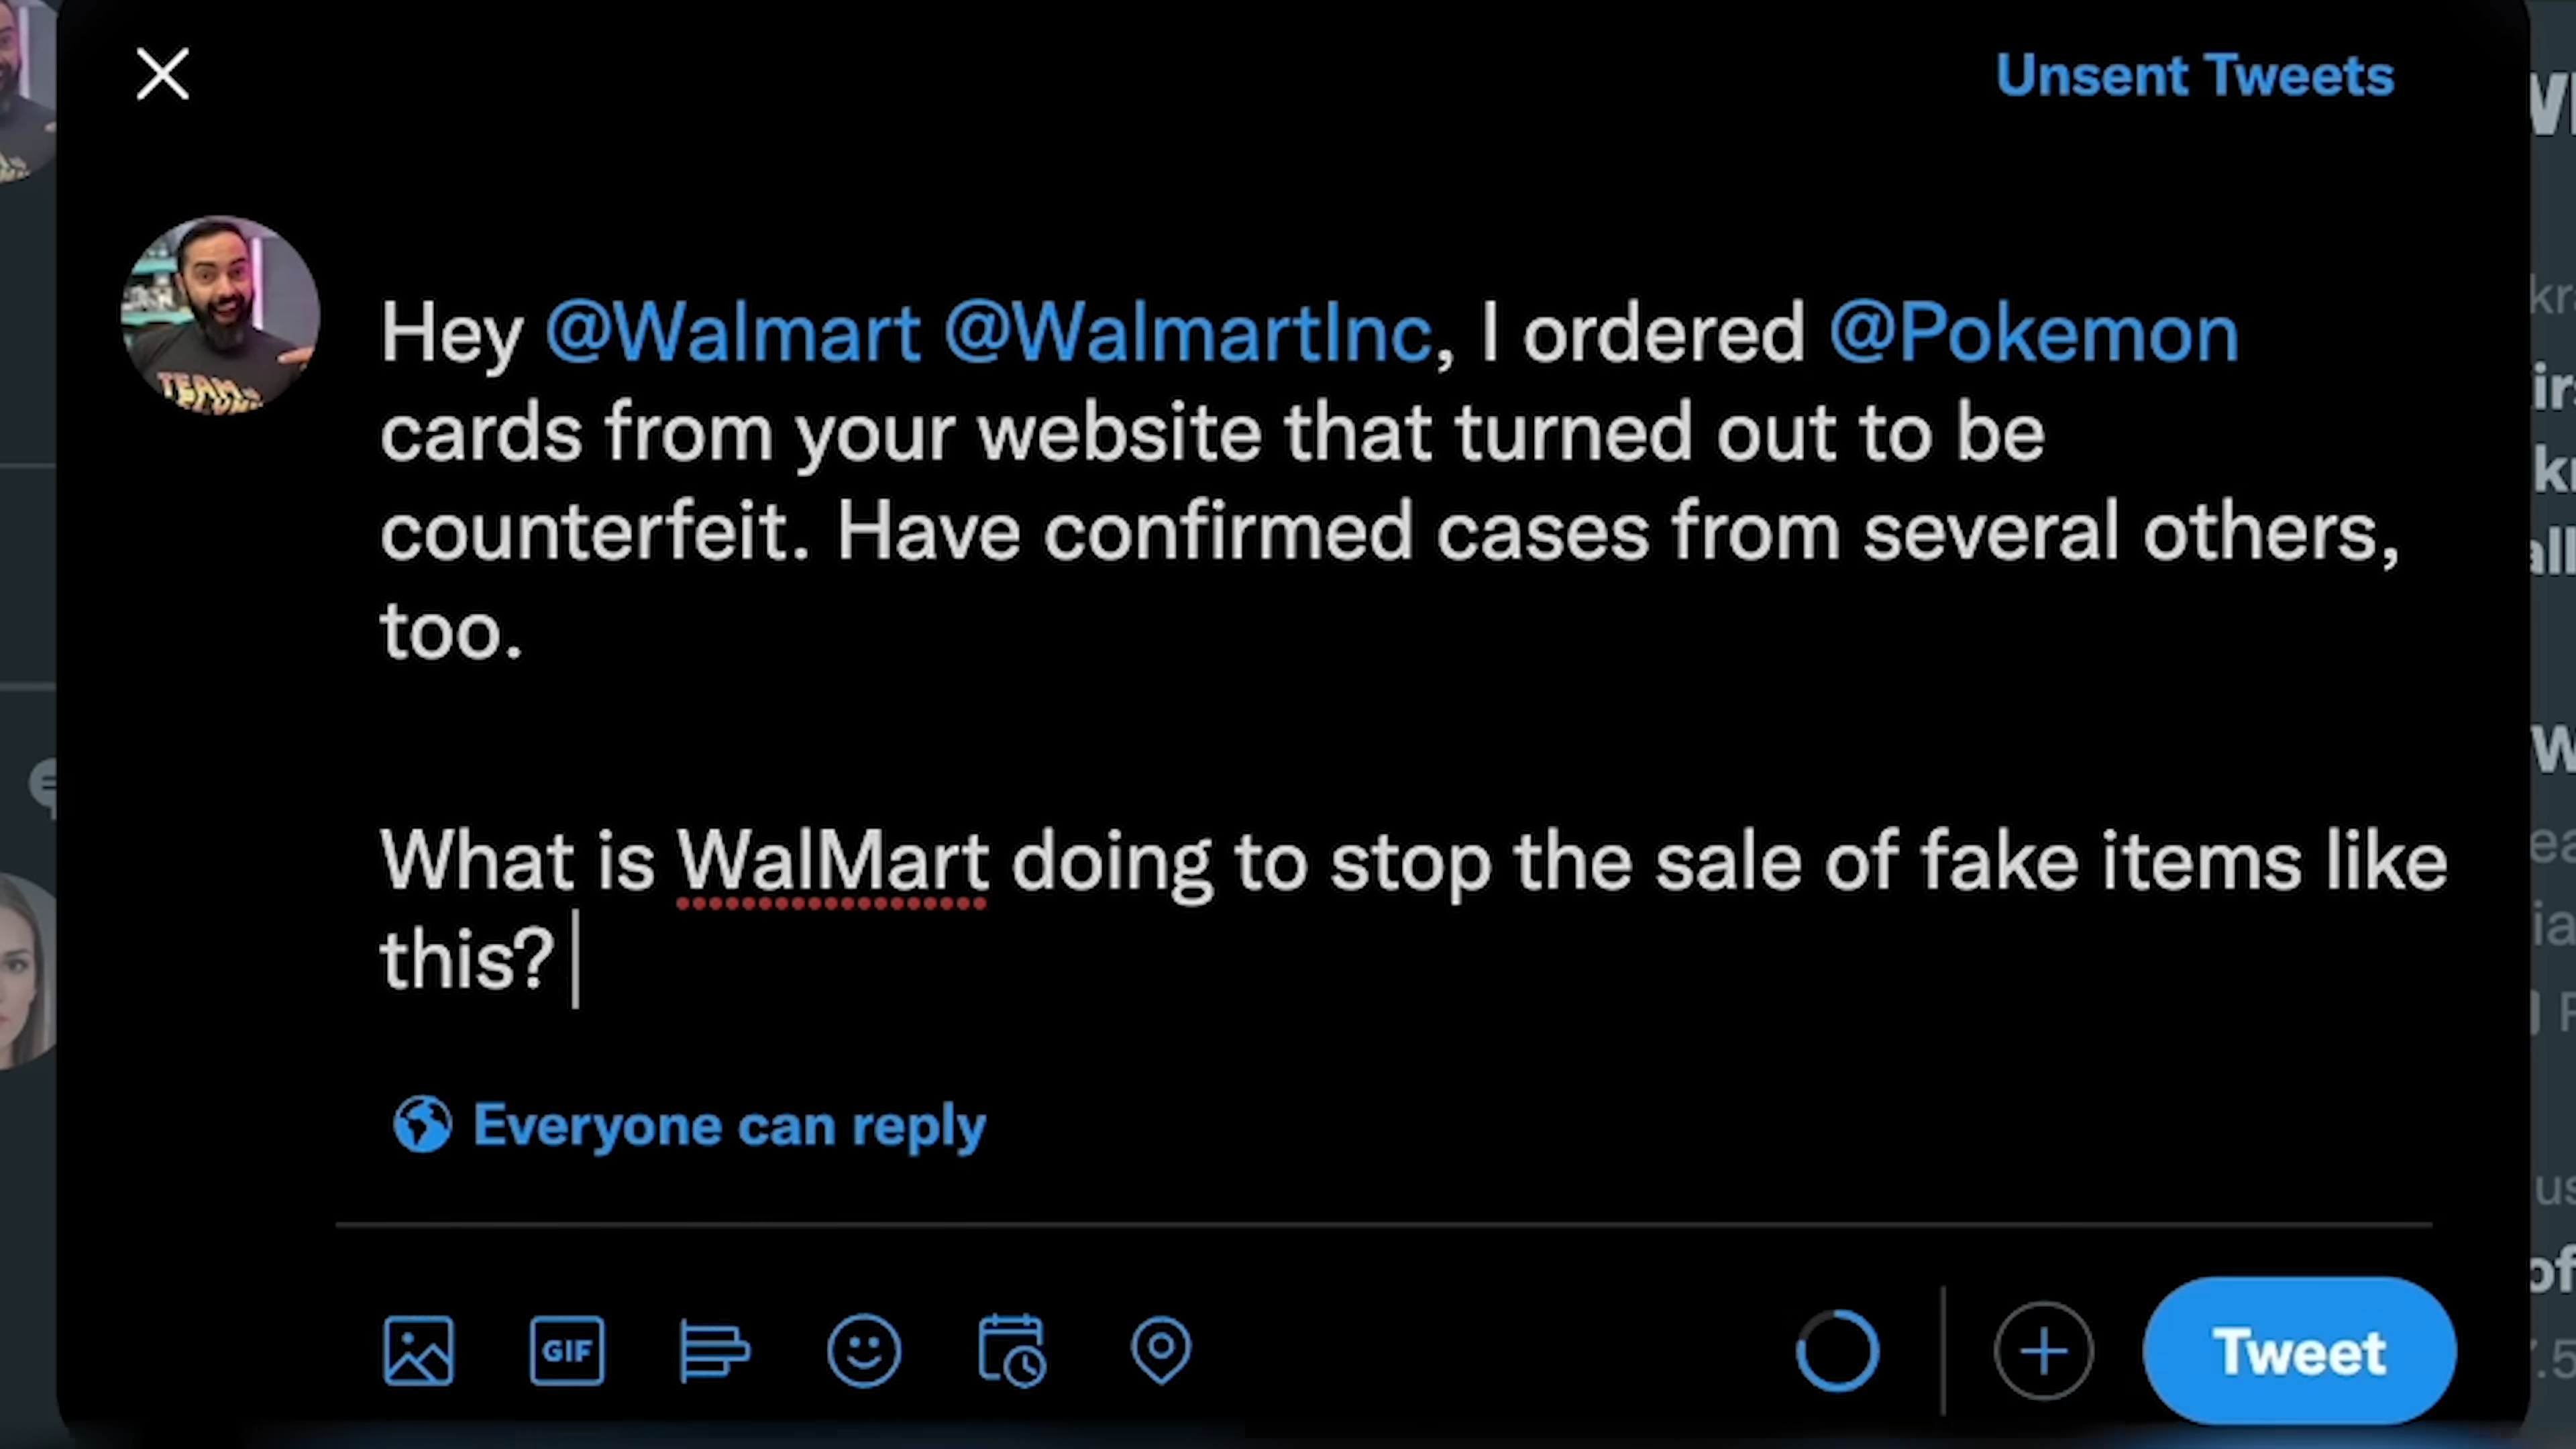 Unsent Tweets
Hey @Walmart @WalmartInc, I ordered @Pokemon
cards from your website that turned out to be
counterfeit. Have confirmed cases from several others,
too.
What is WalMart doing to stop the sale of fake items like
this?
Everyone can reply
GIF
Tweet
TEAM